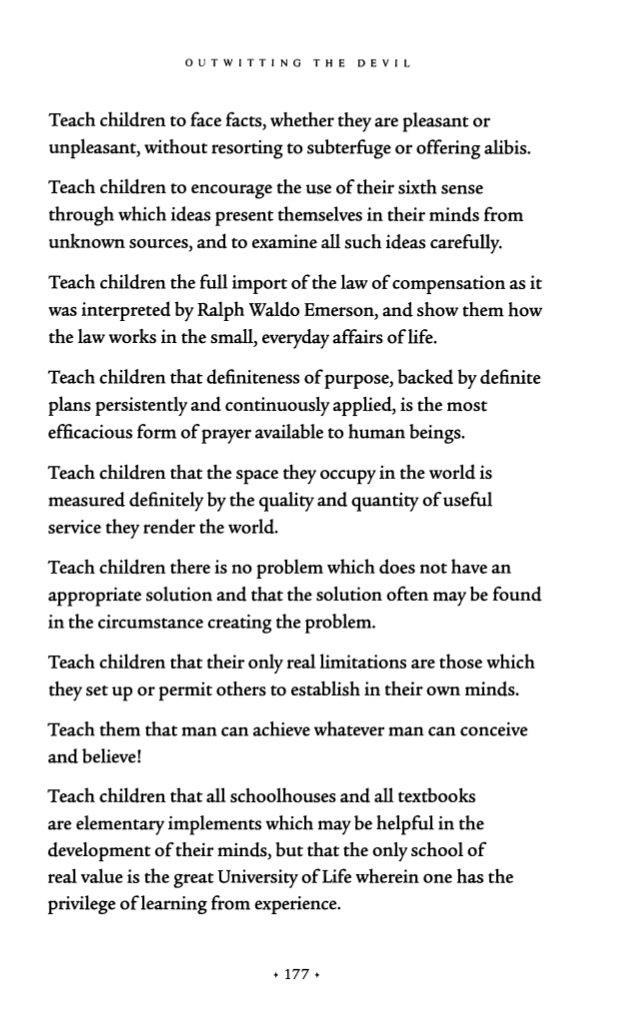 OUTWITTING THE DEVIL
Teach children to face facts, whether they are pleasant or
unpleasant, without resorting to subterfuge or offering alibis.
Teach children to encourage the use of their sixth sense
through which ideas present themselves in their minds from
unknown sources, and to examine all such ideas carefully.
Teach children the full import of the law of compensation as it
was interpreted by Ralph Waldo Emerson, and show them how
the law works in the small, everyday affairs of life.
Teach children that definiteness of purpose, backed by definite
plans persistently and continuously applied, is the most
efficacious form of prayer available to human beings.
Teach children that the space they occupy in the world is
measured definitely by the quality and quantity of useful
service they render the world.
Teach children there is no problem which does not have an
appropriate solution and that the solution often may be found
in the circumstance creating the problem.
Teach children that their only real limitations are those which
they set up or permit others to establish in their own minds.
Teach them that man can achieve whatever man can conceive
and believe!
Teach children that all schoolhouses and all textbooks
are elementary implements which may be helpful in the
development of their minds, but that the only school of
real value is the great University of Life wherein one has the
privilege of learning from experience.
• 177 •